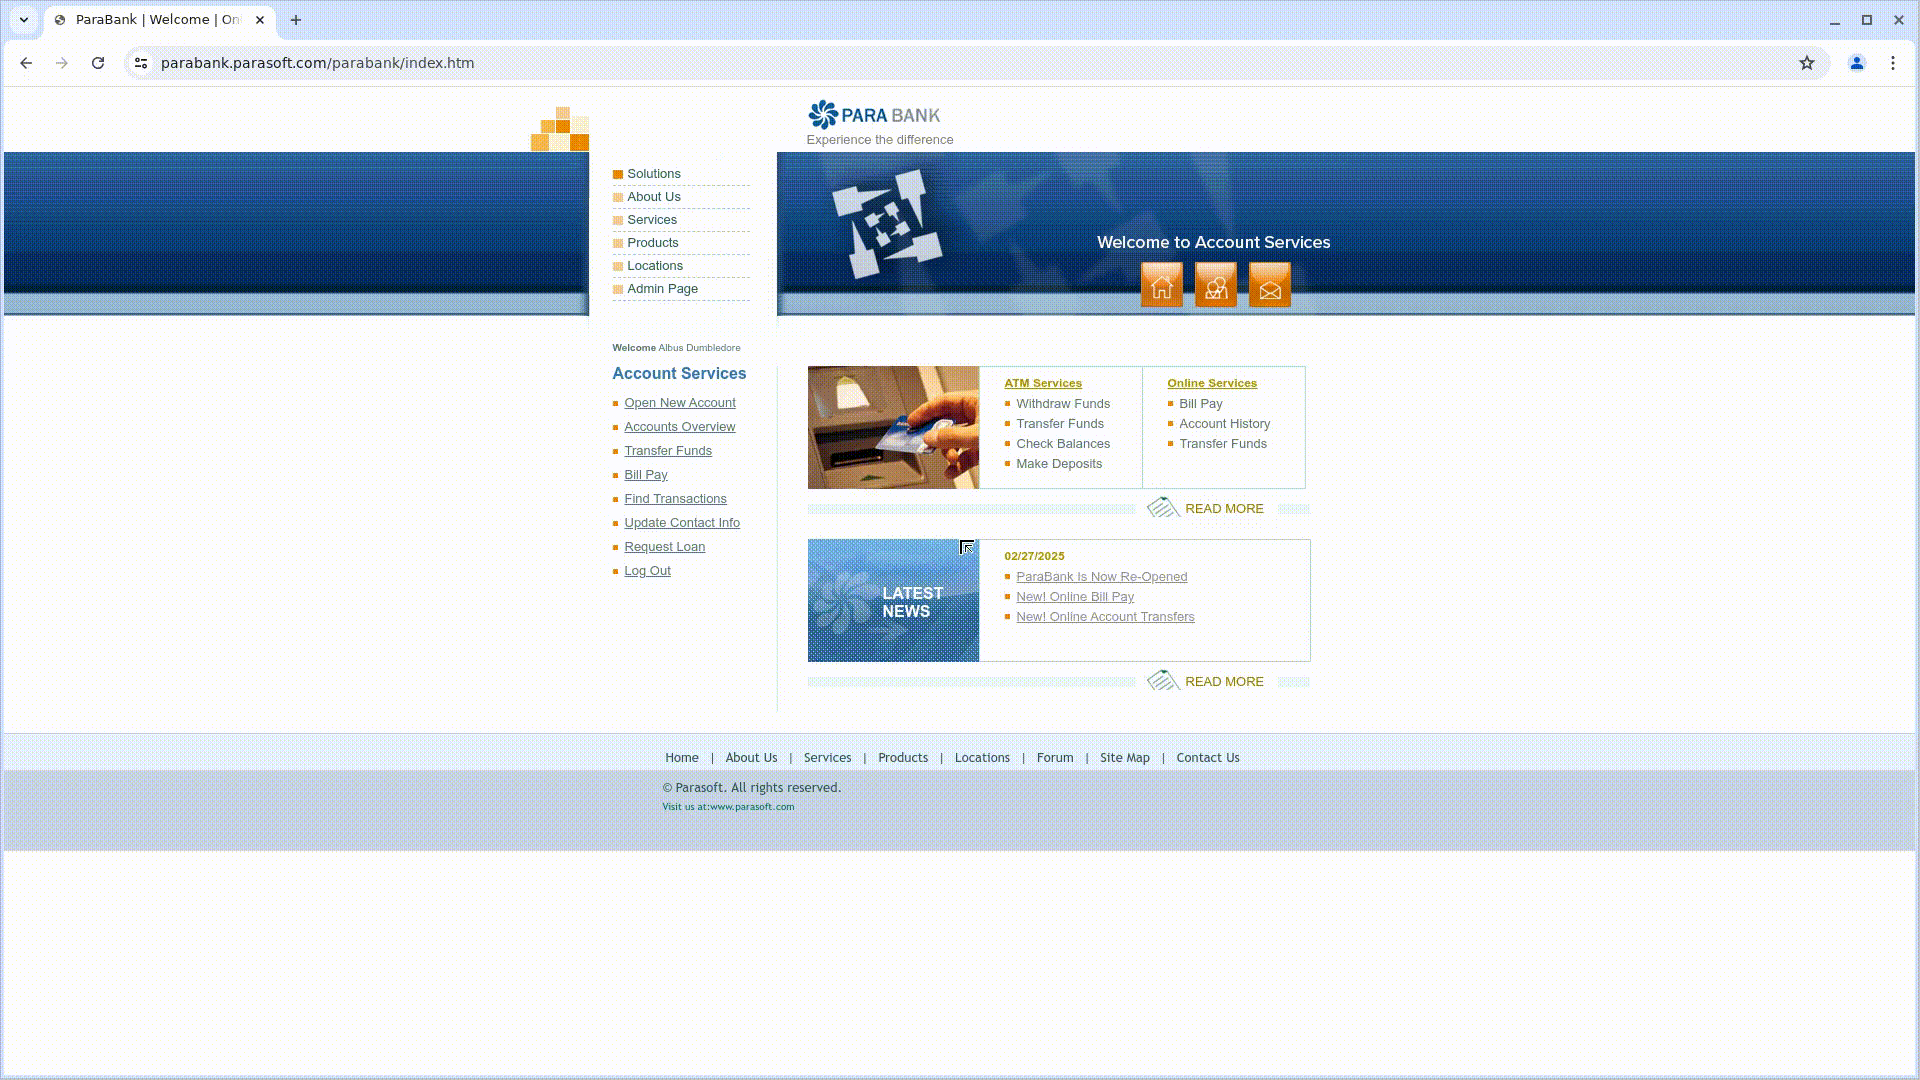 ParaBank | Welcome | On
parabank.parasoft.com/parabank/index.htm
PARA BANK
Experience the difference
Solutions
About Us
Services
Products
Locations
Admin Page
Welcome to Account Services
Welcome Albus Dumbledore
Account Services
Open New Account
Accounts Overview
Transfer Funds
Bill Pay
Find Transactions
Update Contact Info
Request Loan
Log Out
ATM Services
Withdraw Funds
Transfer Funds
Check Balances
Make Deposits
Online Services
Bill Pay
Account History
Transfer Funds
READ MORE
LATEST
NEWS
02/27/2025
ParaBank Is Now Re-Opened
New! Online Bill Pay
New! Online Account Transfers
READ MORE
Home | About Us | Services | Products | Locations | Forum | Site Map | Contact Us
© Parasoft. All rights reserved.
Visit us at:www.parasoft.com